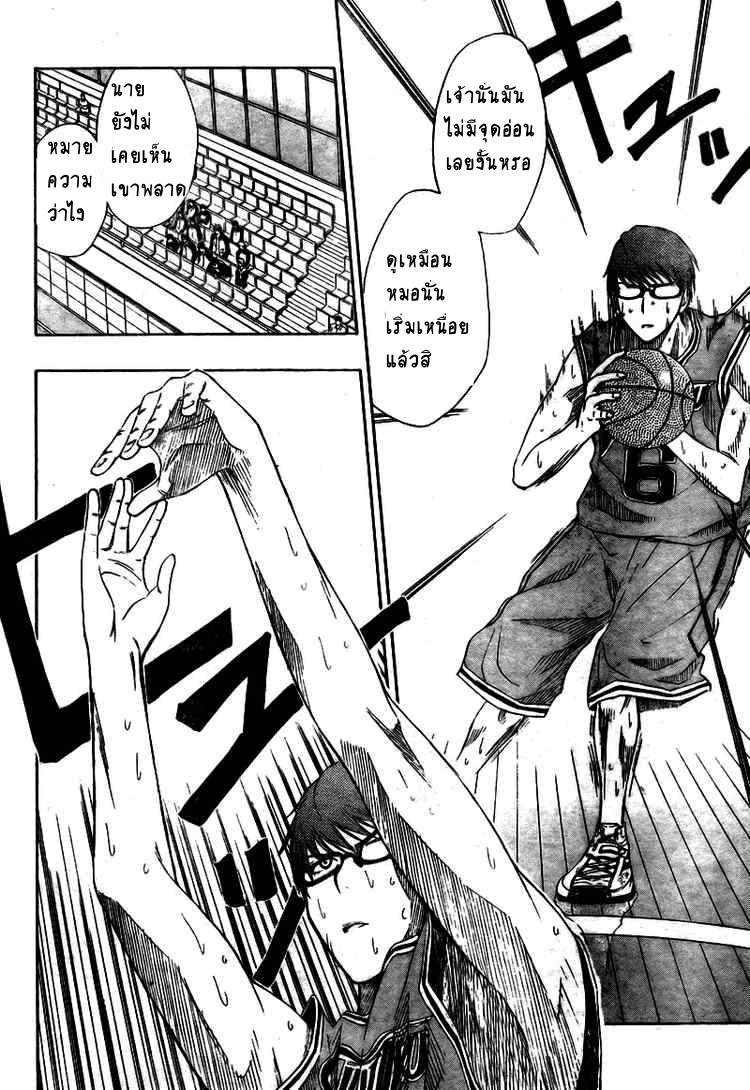 เจ้านั่นมัน
ไม่มีจุดอ่อน
เลยงั้นหรอ
ดูเหมือน
หมอนั่น
เริ่มเหนื่อย
แล้วสิ
キュッ
นาย
ยังไม่
เคยเห็น
เขาพลาด
หมาย
ความ
ว่าไง
6